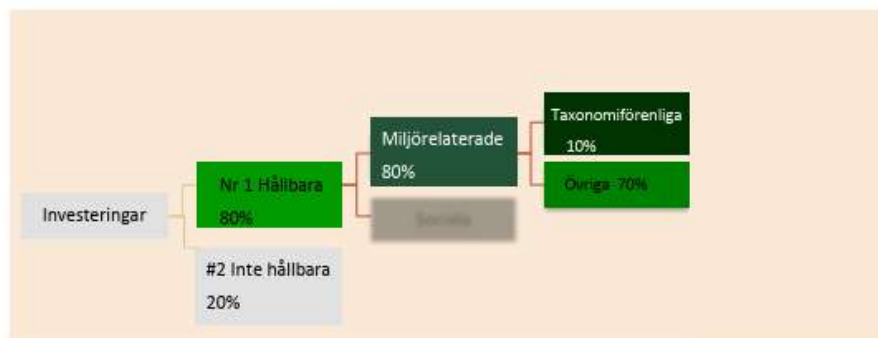 Taxonomiförenliga
10%
Miljörelaterade
80%
Övriga 70%
Nr 1 Hållbara
80%
Investeringar
#2 Inte hållbara
20%